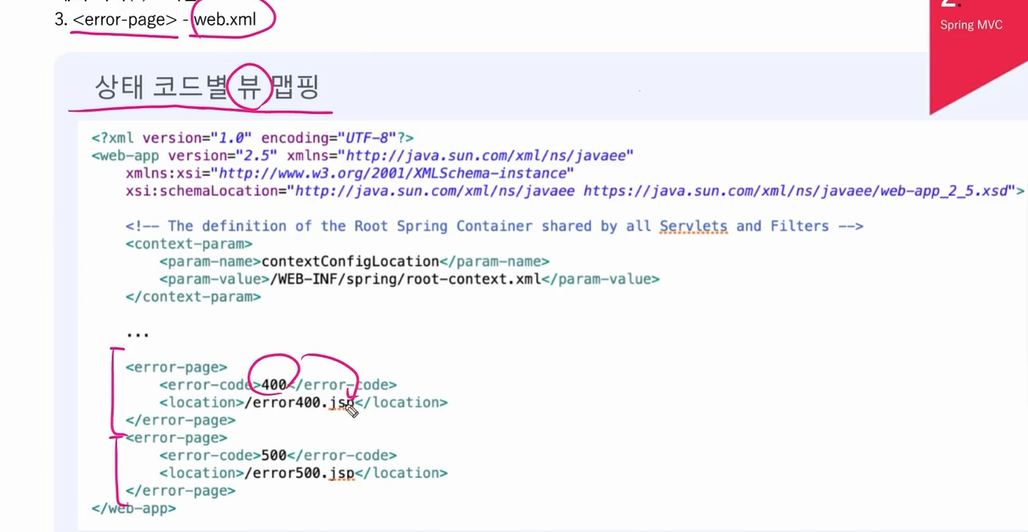 3. <error-page> - web.xml
2.
Spring MVC
상태 코드별 뷰 맵핑
<?xml version="1.0" encoding="UTF-8"?>
<web-app version="2.5" xmlns="http://java.sun.com/xml/ns/javaee"
xmlns:xsi="http://www.w3.org/2001/XMLSchema-instance"
xsi:schemaLocation="http://java.sun.com/xml/ns/javaee https://java.sun.com/xml/ns/javaee/web-app_2_5.xsd">
<!-- The definition of the Root Spring Container shared by all Servlets and Filters -->
<context-param>
<param-name>contextConfigLocation</param-name>
<param-value>/WEB-INF/spring/root-context.xml</param-value>
</context-param>
...
<error-page>
<error-code>400</error-code>
<location>/error400.jsp</location>
</error-page>
<error-page>
<error-code>500</error-code>
<location>/error500.jsp</location>
</error-page>
</web-app>